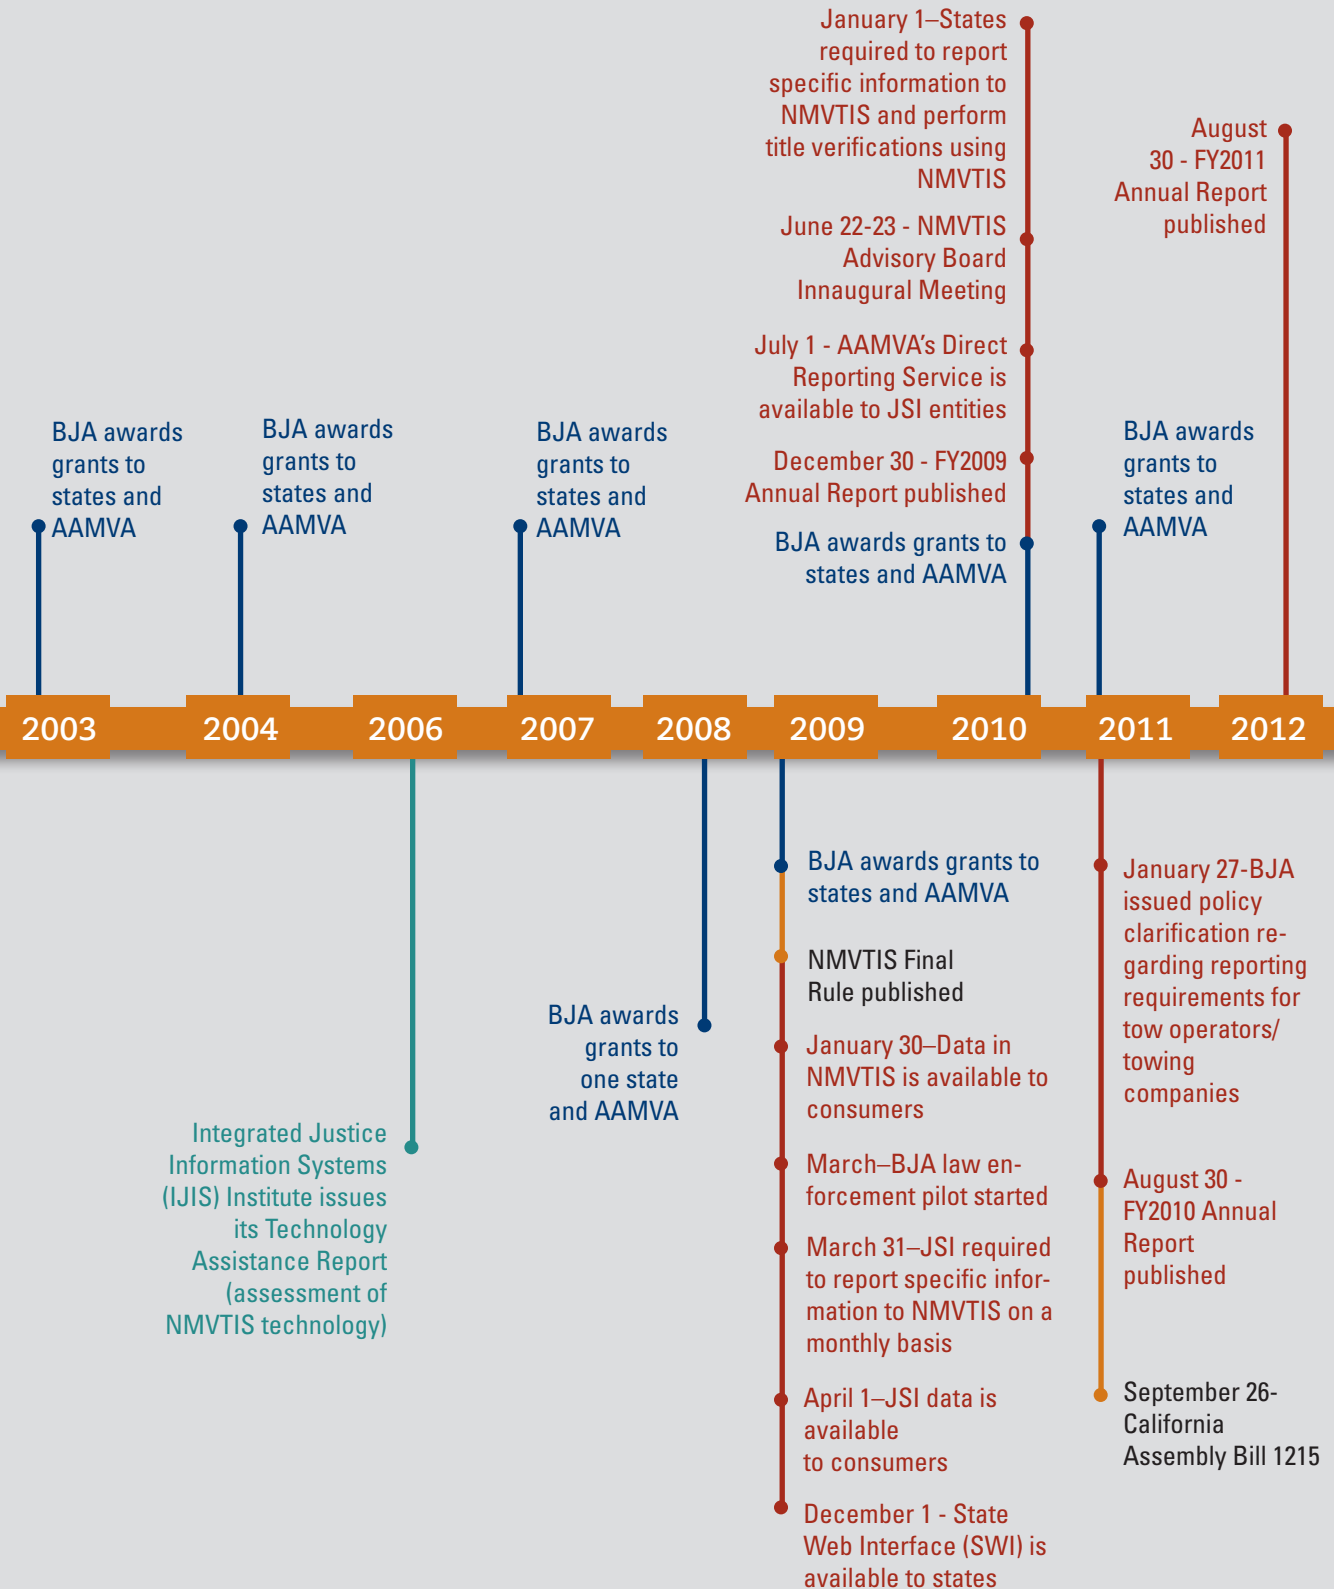 January 1–States
required to report
specific information to
NMVTIS and perform
title verifications using
NMVTIS
June 22-23 - NMVTIS
Advisory Board
Innaugural Meeting
July 1 - AAMVA's Direct
Reporting Service is
available to JSI entities
December 30 - FY2009
Annual Report published
BJA awards grants to
states and AAMVA
August
30 - FY2011
Annual Report
published
BJA awards
grants to
states and
AAMVA
BJA awards
grants to
states and
AAMVA
BJA awards
grants to
states and
AAMVA
BJA awards
grants to
states and
AAMVA
2003 2004 2006 2007 2008 2009 2010 2011 2012
Integrated Justice
Information Systems
(IJIS) Institute issues
its Technology
Assistance Report
(assessment of
NMVTIS technology)
BJA awards
grants to
one state
and AAMVA
BJA awards grants to
states and AAMVA
NMVTIS Final
Rule published
January 30–Data in
NMVTIS is available to
consumers
March–BJA law en-
forcement pilot started
March 31–JSI required
to report specific infor-
mation to NMVTIS on a
monthly basis
April 1–JSI data is
available
to consumers
December 1 - State
Web Interface (SWI) is
available to states
January 27-BJA
issued policy
clarification re-
garding reporting
requirements for
tow operators/
towing
companies
August 30 -
FY2010 Annual
Report
published
September 26-
California
Assembly Bill 1215